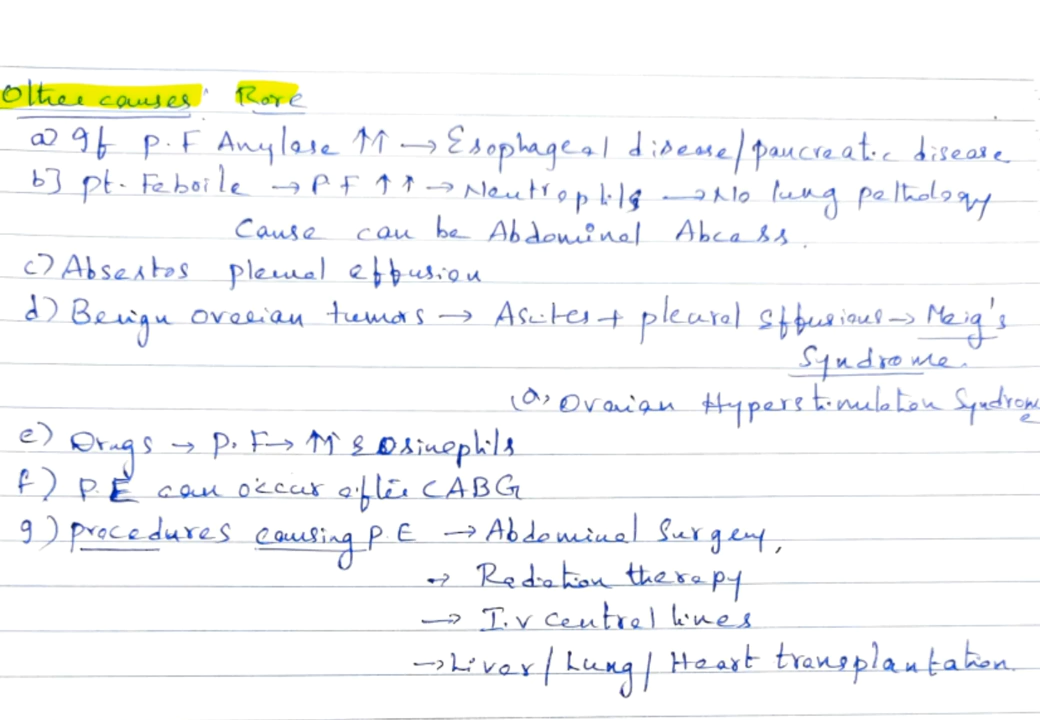 Other causes Rare
a) If P.F Amylase ↑↑ → Esophageal disease/pancreatic disease
b] pt. Feboile → PF ↑↑ → Neutrophils → No lung pathology
Cause can be Abdominal Abcess.
c) Absestos pleural effusion
d) Benign ovarian tumors → Ascites + pleural Effusions → Meig's
Syndrome.
(a, Ovarian Hyperstimulation Syndrome
e) Drugs → P.F → ↑↑ Eosinophils
f) P.E can occur after CABG
g) procedures causing P.E → Abdominal Surgery,
→ Radiation therapy
→ I.v central lines
→ Liver/Lung/Heart transplantation.